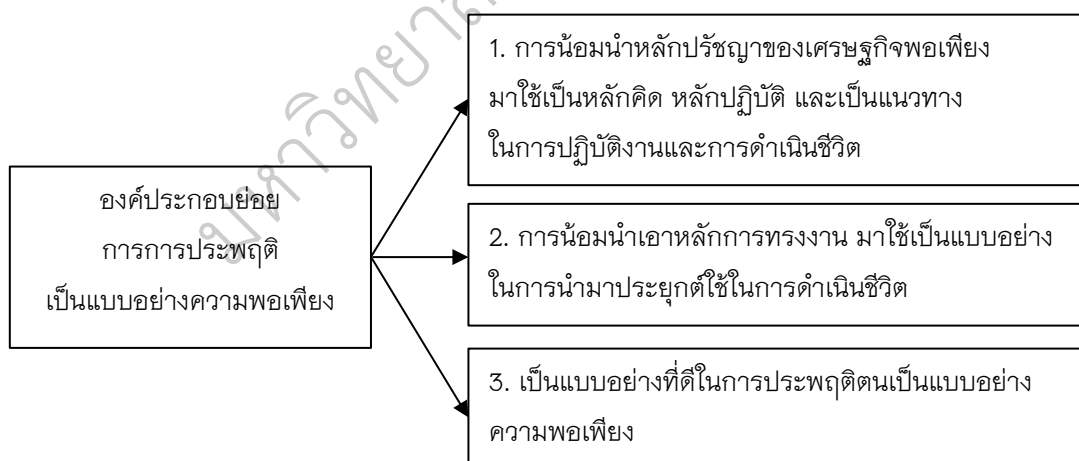 องค์ประกอบย่อย
การการประพฤติ
เป็นแบบอย่างความพอเพียง
1. การน้อมนำหลักปรัชญาของเศรษฐกิจพอเพียง
มาใช้เป็นหลักคิด หลักปฏิบัติ และเป็นแนวทาง
ในการปฏิบัติงานและการดำเนินชีวิต
2. การน้อมนำเอาหลักการทรงงาน มาใช้เป็นแบบอย่าง
ในการนำมาประยุกต์ใช้ในการดำเนินชีวิต
3. เป็นแบบอย่างที่ดีในการประพฤติตนเป็นแบบอย่าง
ความพอเพียง